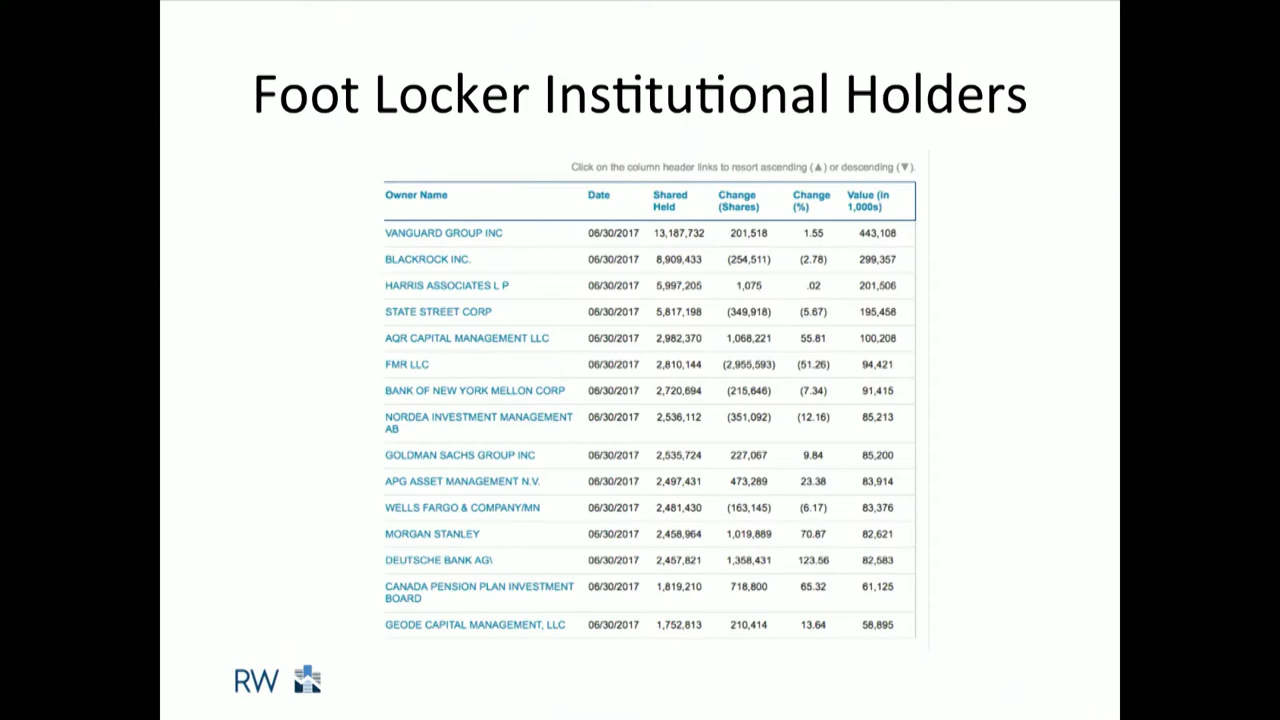 Foot Locker Institutional Holders
Click on the column header links to resort ascending (▲) or descending (▼).
Owner Name Date Shared Held Change (Shares) Change (%) Value (in 1,000s)
VANGUARD GROUP INC 06/30/2017 13,187,732 201,518 1.55 443,108
BLACKROCK INC. 06/30/2017 8,909,433 (254,511) (2.78) 299,357
HARRIS ASSOCIATES L P 06/30/2017 5,997,205 1,075 .02 201,506
STATE STREET CORP 06/30/2017 5,817,198 (349,918) (5.67) 195,458
AQR CAPITAL MANAGEMENT LLC 06/30/2017 2,982,370 1,068,221 55.81 100,208
FMR LLC 06/30/2017 2,810,144 (2,955,593) (51.26) 94,421
BANK OF NEW YORK MELLON CORP 06/30/2017 2,720,694 (215,646) (7.34) 91,415
NORDEA INVESTMENT MANAGEMENT 06/30/2017 2,536,112 (351,092) (12.16) 85,213
AB
GOLDMAN SACHS GROUP INC 06/30/2017 2,535,724 227,067 9.84 85,200
APG ASSET MANAGEMENT N.V. 06/30/2017 2,497,431 473,289 23.38 83,914
WELLS FARGO & COMPANY/MN 06/30/2017 2,481,430 (163,145) (6.17) 83,376
MORGAN STANLEY 06/30/2017 2,458,964 1,019,889 70.87 82,621
DEUTSCHE BANK AG\ 06/30/2017 2,457,821 1,358,431 123.56 82,583
CANADA PENSION PLAN INVESTMENT 06/30/2017 1,819,210 718,800 65.32 61,125
BOARD
GEODE CAPITAL MANAGEMENT, LLC 06/30/2017 1,752,813 210,414 13.64 58,895
RW